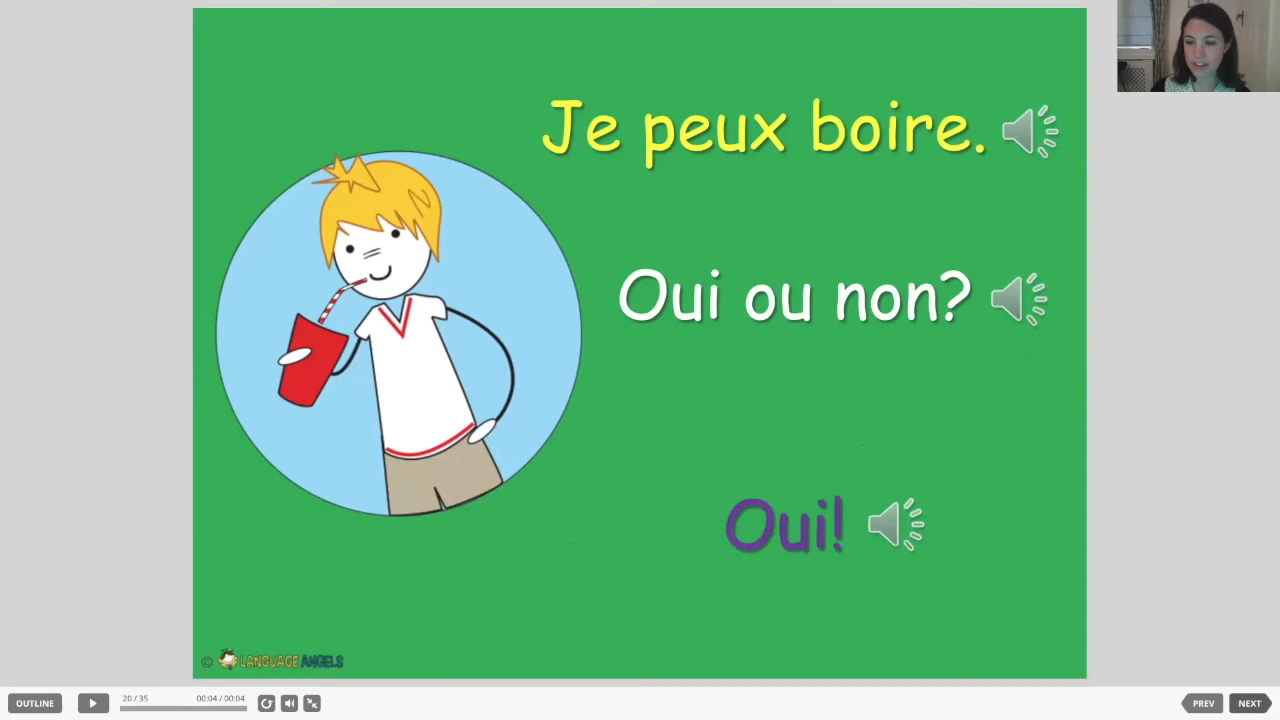 Je peux boire.
Oui ou non?
Oui!
© LANGUAGE ANGELS
OUTLINE
20 / 35
00:04 / 00:04
PREV
NEXT